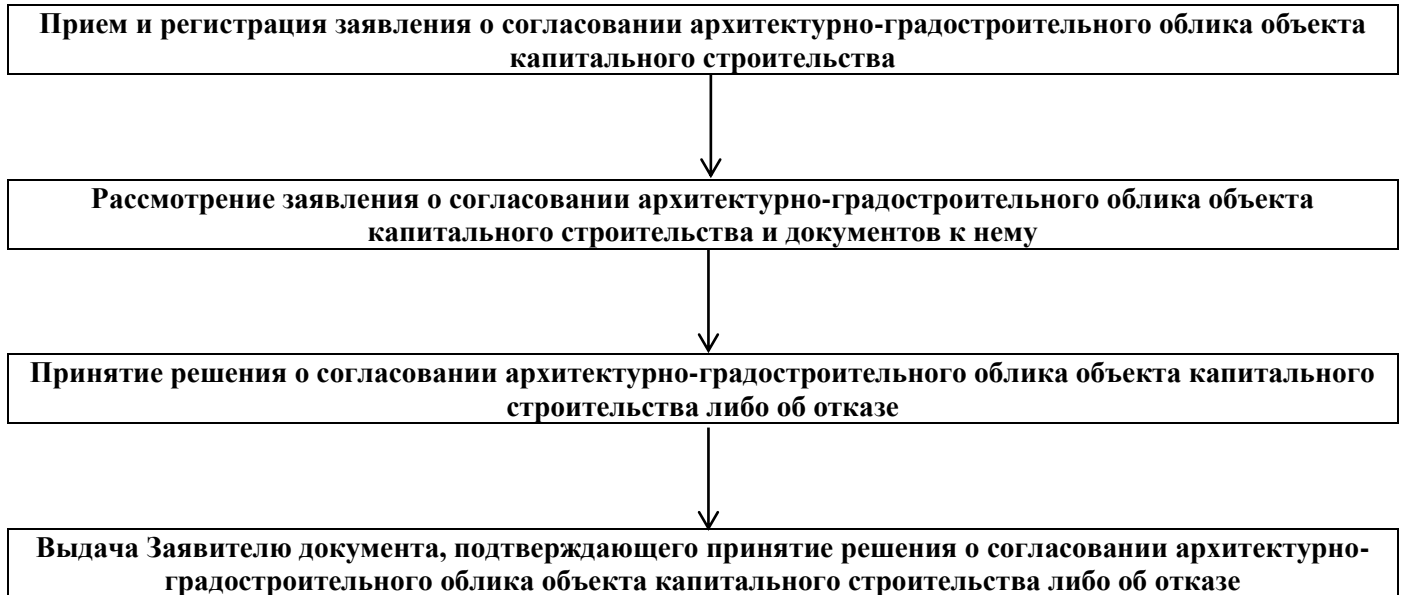 Прием и регистрация заявления о согласовании архитектурно-градостроительного облика объекта
капитального строительства
Рассмотрение заявления о согласовании архитектурно-градостроительного облика объекта
капитального строительства и документов к нему
Принятие решения о согласовании архитектурно-градостроительного облика объекта капитального
строительства либо об отказе
Выдача Заявителю документа, подтверждающего принятие решения о согласовании архитектурно-
градостроительного облика объекта капитального строительства либо об отказе